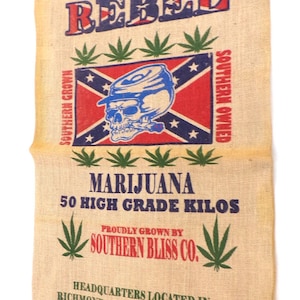 REBEL
SOUTHERN GROWN
SOUTHERN OWNED
MARIJUANA
50 HIGH GRADE KILOS
PROUDLY GROWN BY
SOUTHERN BLISS CO.
HEADQUARTERS LOCATED IN